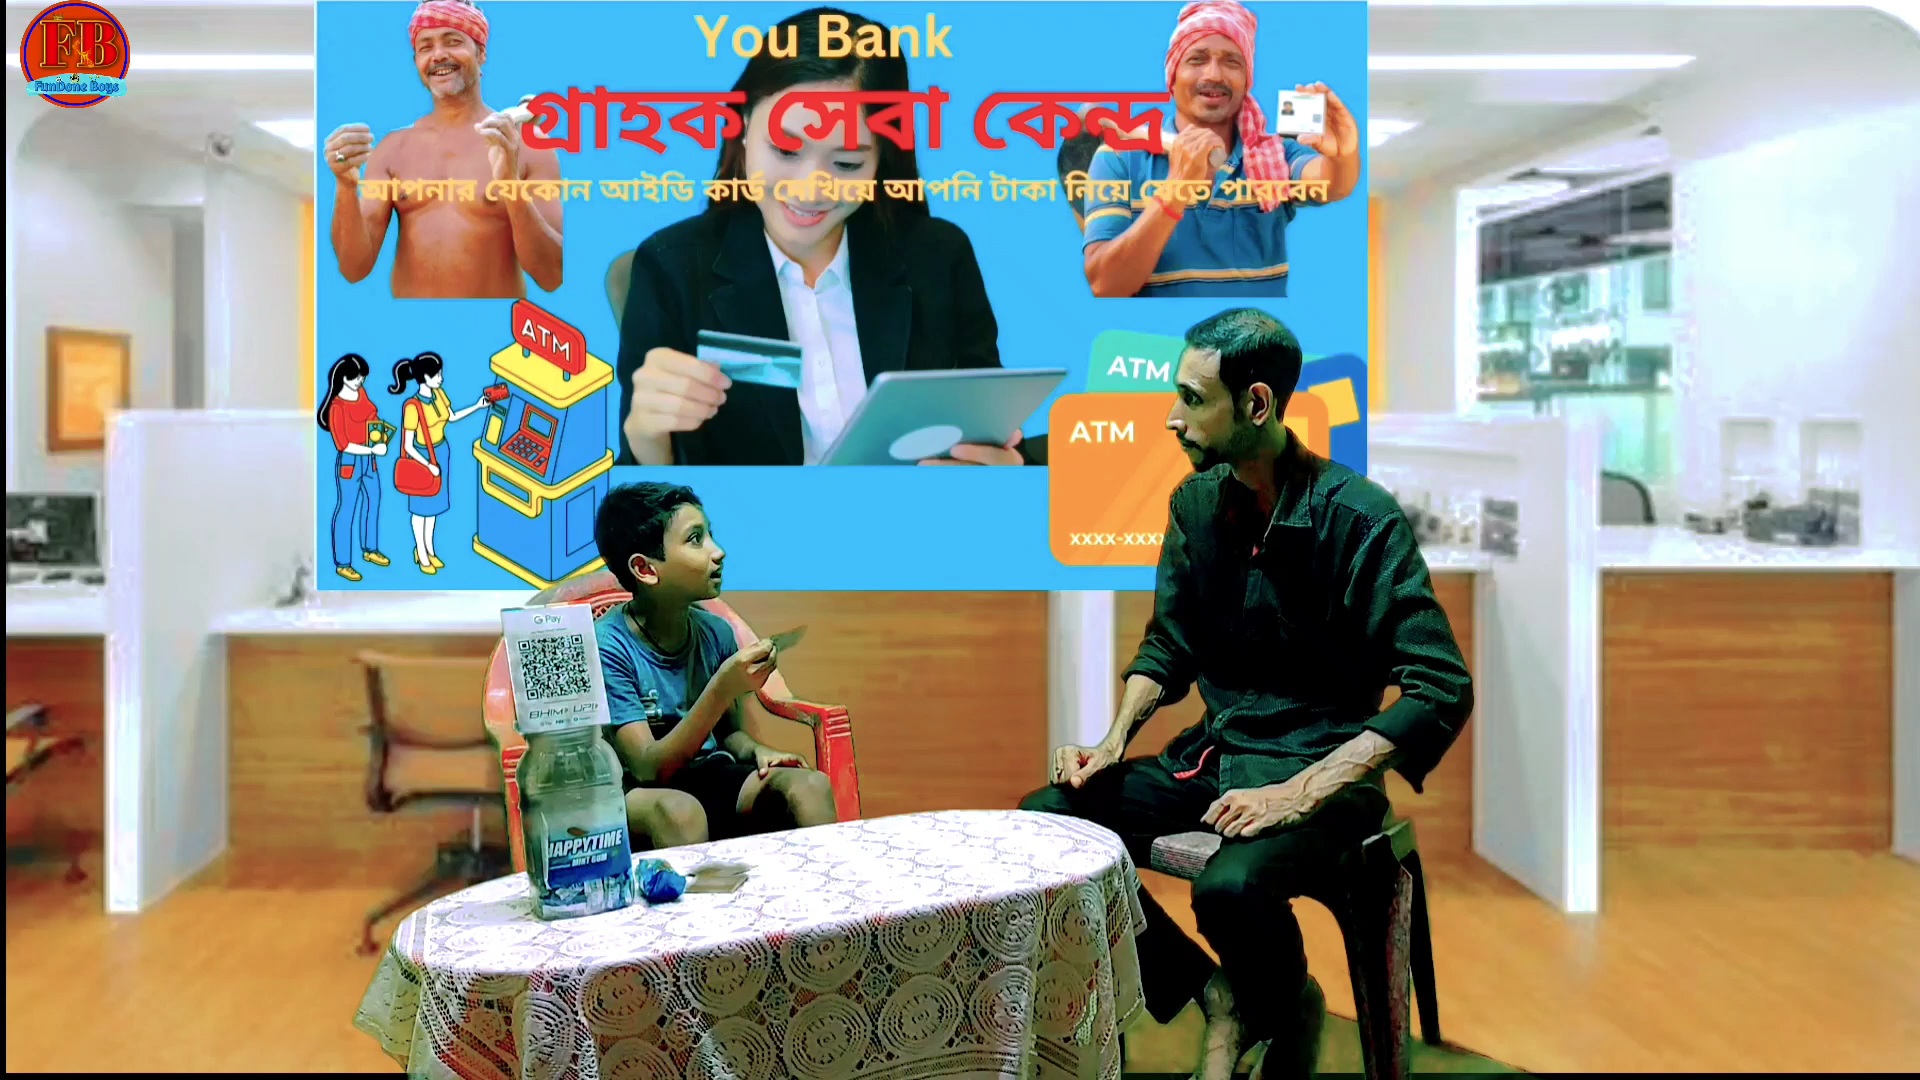 FB
FunDone Boys
You Bank
গ্রাহক সেবা কেন্দ্র
আপনার যেকোন আইডি কার্ড দেখিয়ে আপনি টাকা নিয়ে যেতে পারবেন
ATM
ATM
ATM
xxxx-xxxx
G Pay
BHIM UPI
HAPPYTIME
MINT GUM